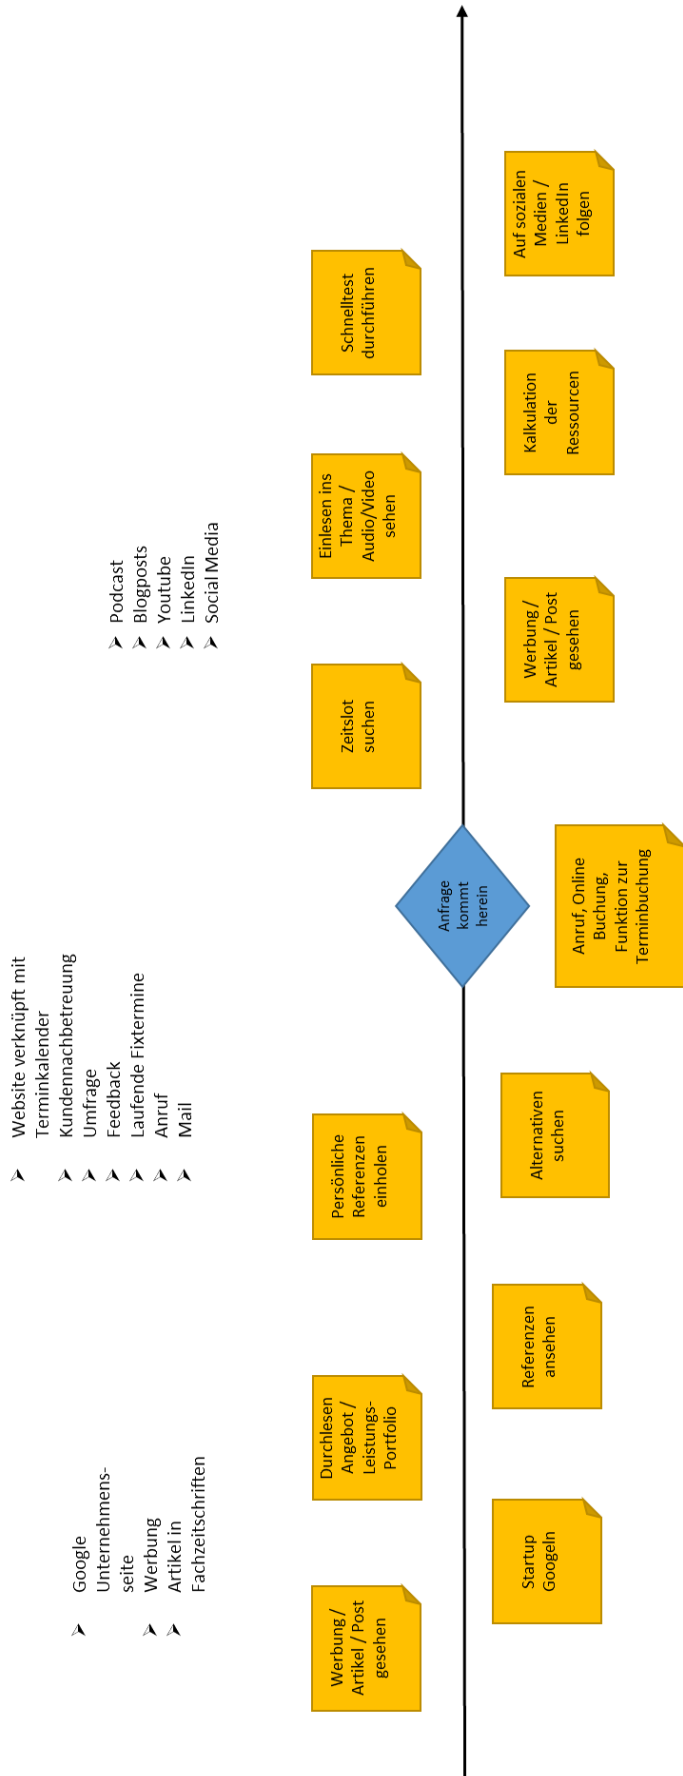 Google
Unternehmens-
seite
Werbung
Artikel in
Fachzeitschriften
Website verknüpft mit
Terminkalender
Kundennachbetreuung
Umfrage
Feedback
Laufende Fixtermine
Anruf
Mail
Podcast
Blogposts
Youtube
LinkedIn
Social Media
Werbung /
Artikel / Post
gesehen
Durchlesen
Angebot /
Leistungs-
Portfolio
Persönliche
Referenzen
einholen
Zeitslot
suchen
Einlesen ins
Thema /
Audio/Video
sehen
Schnelltest
durchführen
Anfrage
kommt
herein
Startup
Googeln
Referenzen
ansehen
Alternativen
suchen
Anruf, Online
Buchung,
Funktion zur
Terminbuchung
Werbung /
Artikel / Post
gesehen
Kalkulation
der
Ressourcen
Auf sozialen
Medien /
LinkedIn
folgen